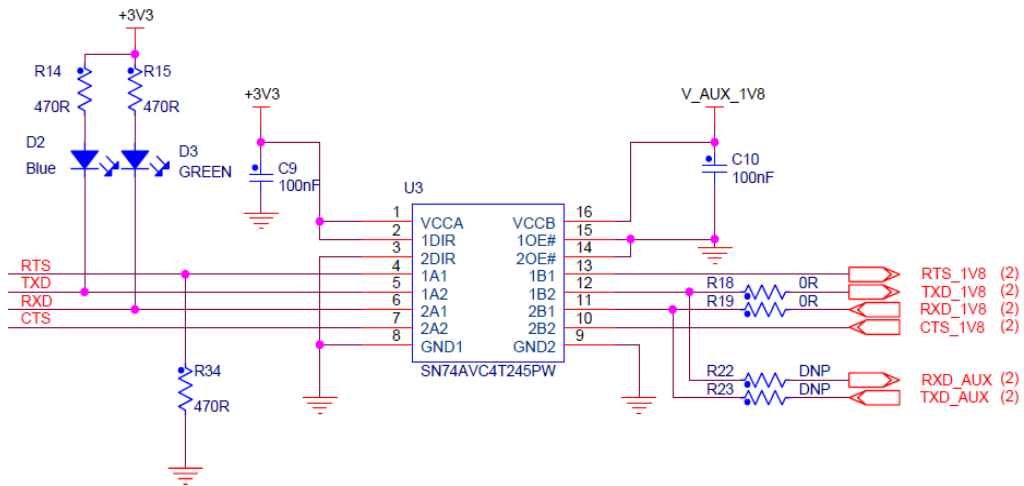 +3V3
R14
R15
470R
470R
D2
Blue
D3
GREEN
+3V3
C9
100nF
V_AUX_1V8
C10
100nF
U3
1 VCCA VCCB 16
2 1DIR 1OE# 15
3 2DIR 2OE# 14
RTS 4 1A1 1B1 13 RTS_1V8 (2)
TXD 5 1A2 1B2 12 R18 0R TXD_1V8 (2)
RXD 6 2A1 2B1 11 R19 0R RXD_1V8 (2)
CTS 7 2A2 2B2 10 CTS_1V8 (2)
8 GND1 GND2 9
SN74AVC4T245PW
R34
470R
R22 DNP RXD_AUX (2)
R23 DNP TXD_AUX (2)